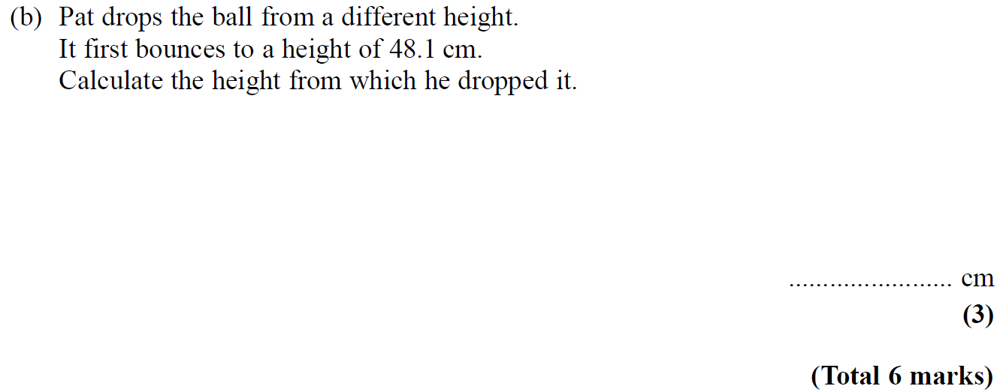 (b) Pat drops the ball from a different height.
It first bounces to a height of 48.1 cm.
Calculate the height from which he dropped it.
........................ cm
(3)
(Total 6 marks)